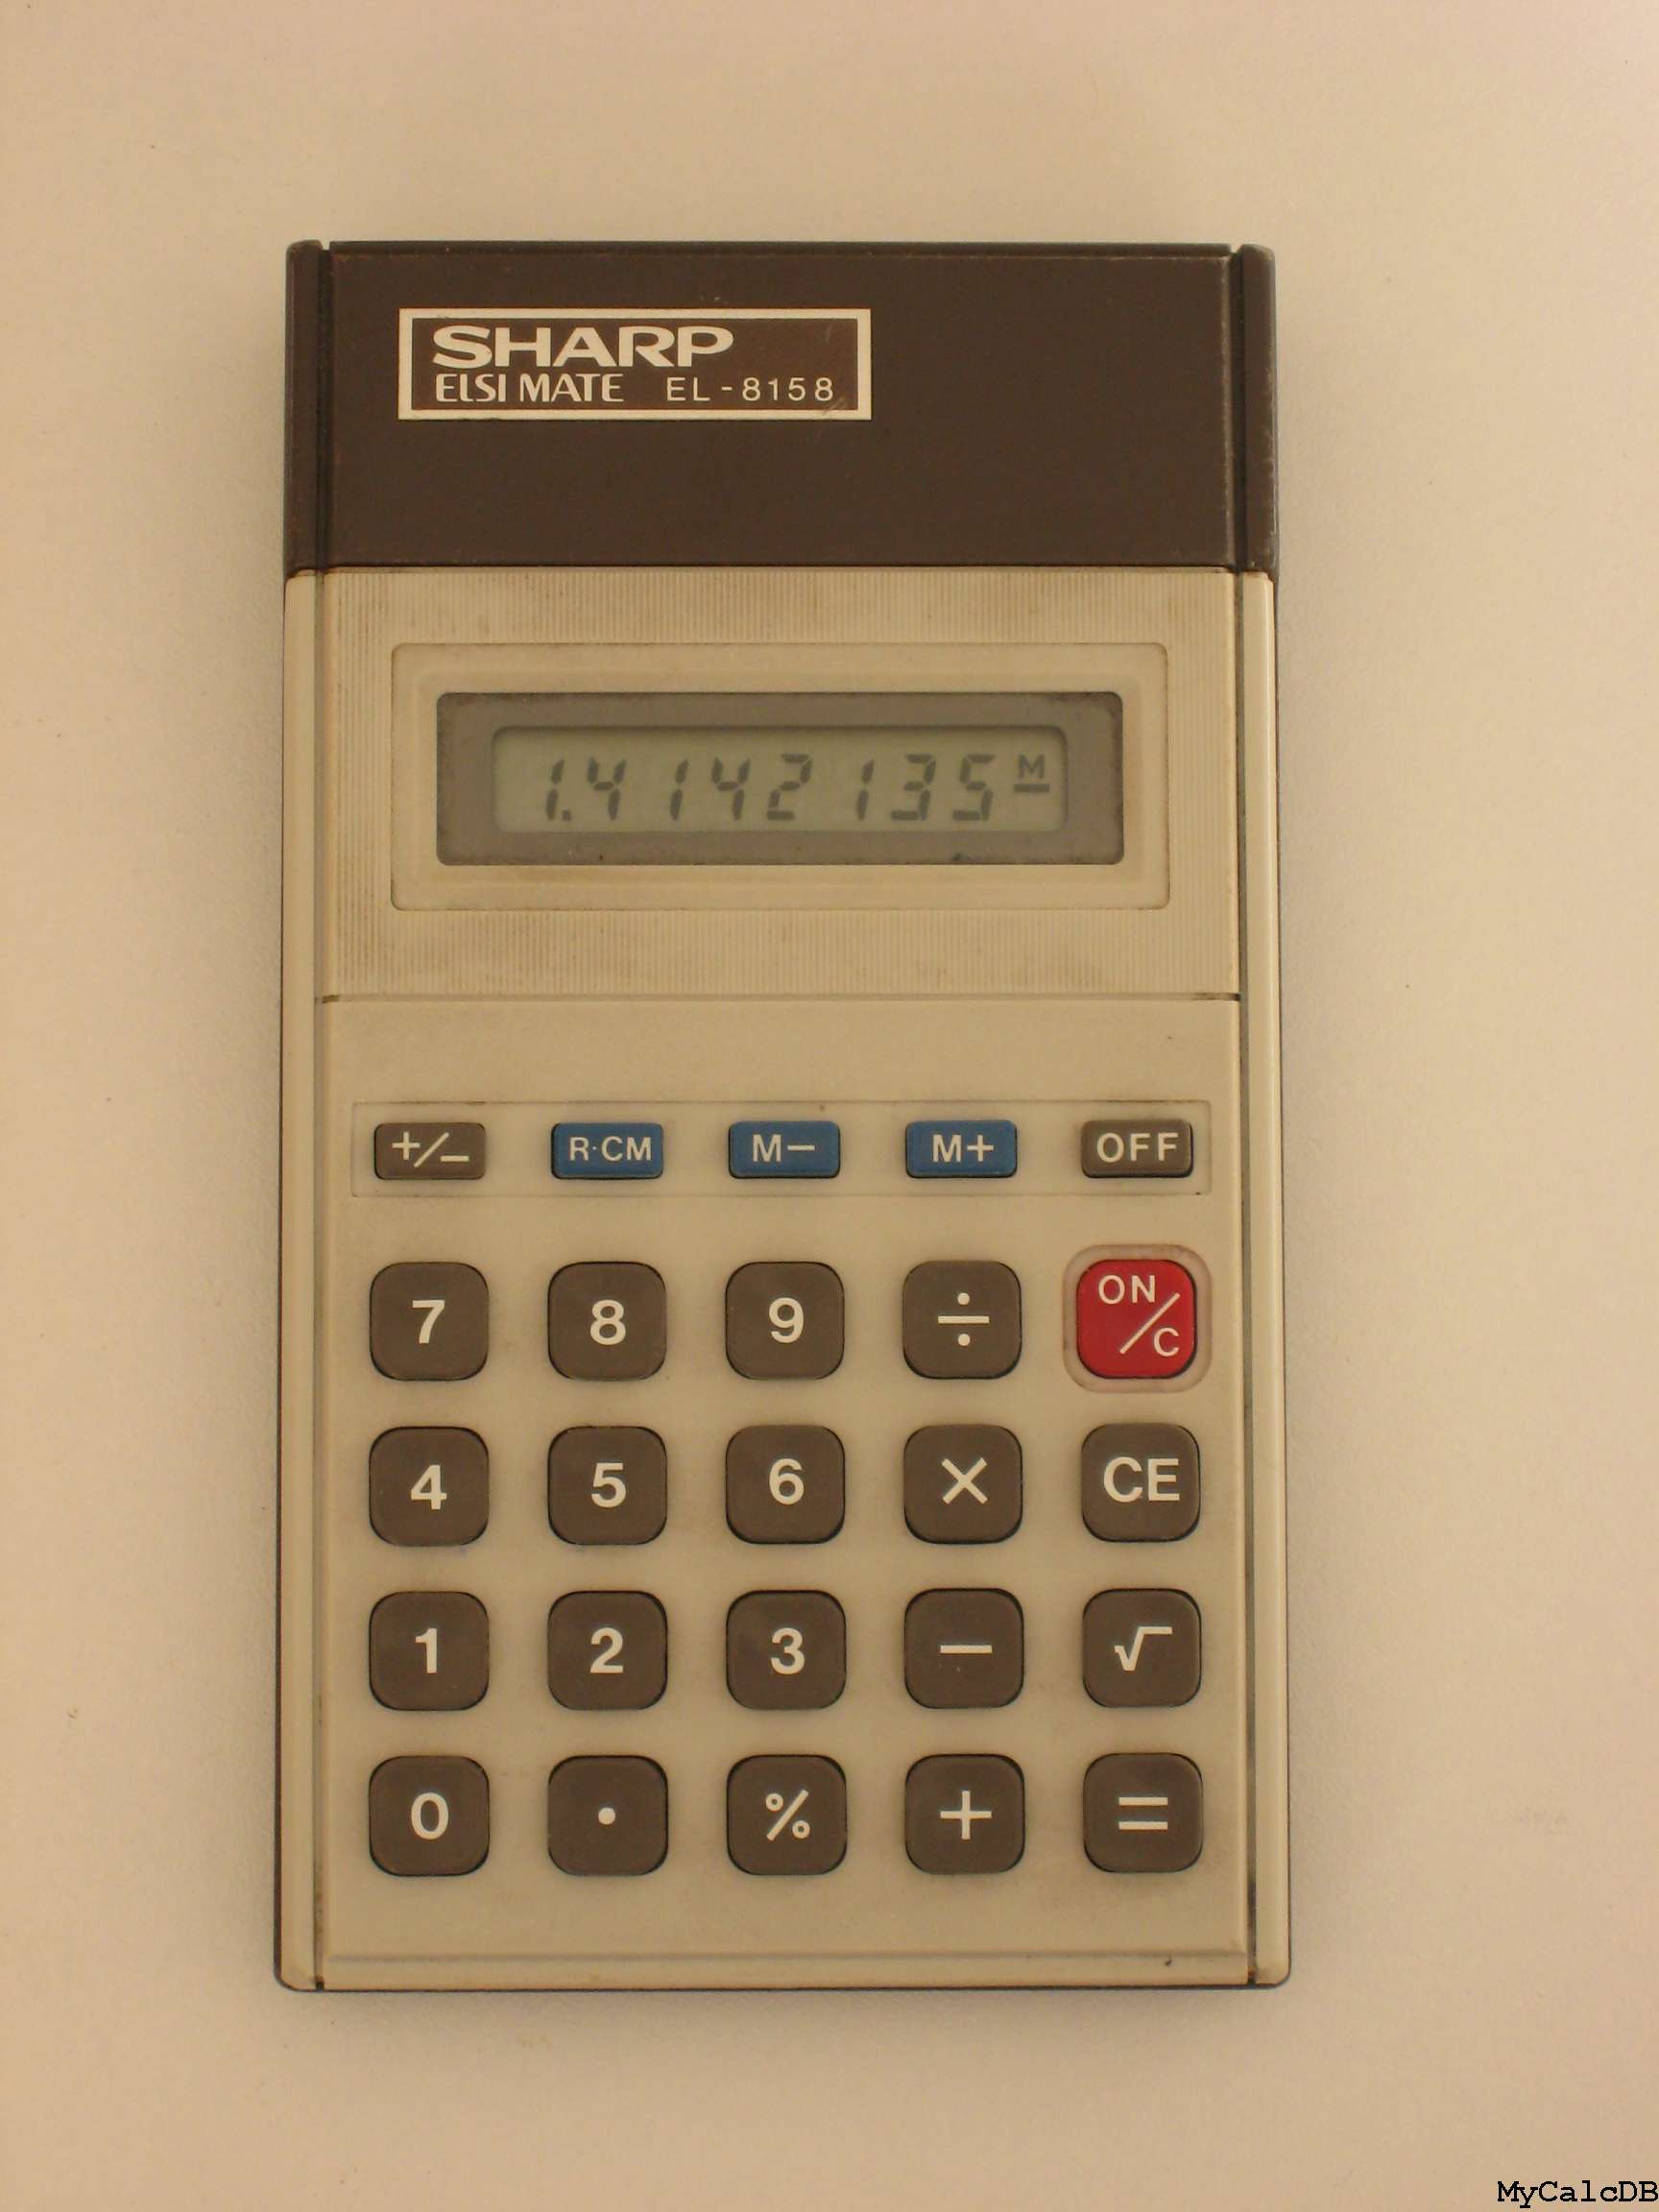 SHARP
ELSI MATE EL-8158
1.4142135 M
+/− R·CM M− M+ OFF
7 8 9 ÷ ON/C
4 5 6 × CE
1 2 3 − √
0 . % + =
MyCalcDB